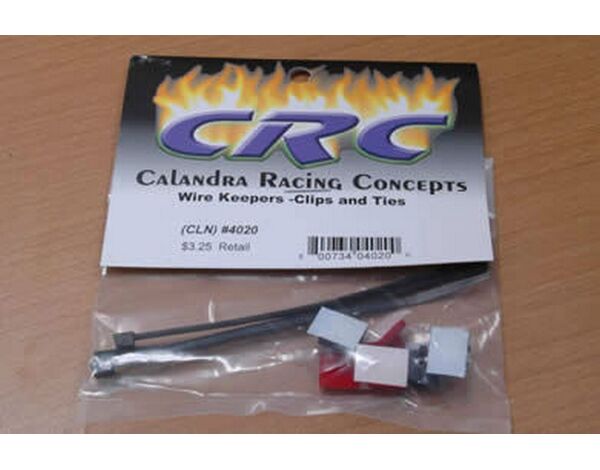 CRC
Calandra Racing Concepts
Wire Keepers -Clips and Ties
(CLN) #4020
$3.25 Retail
00734 04020